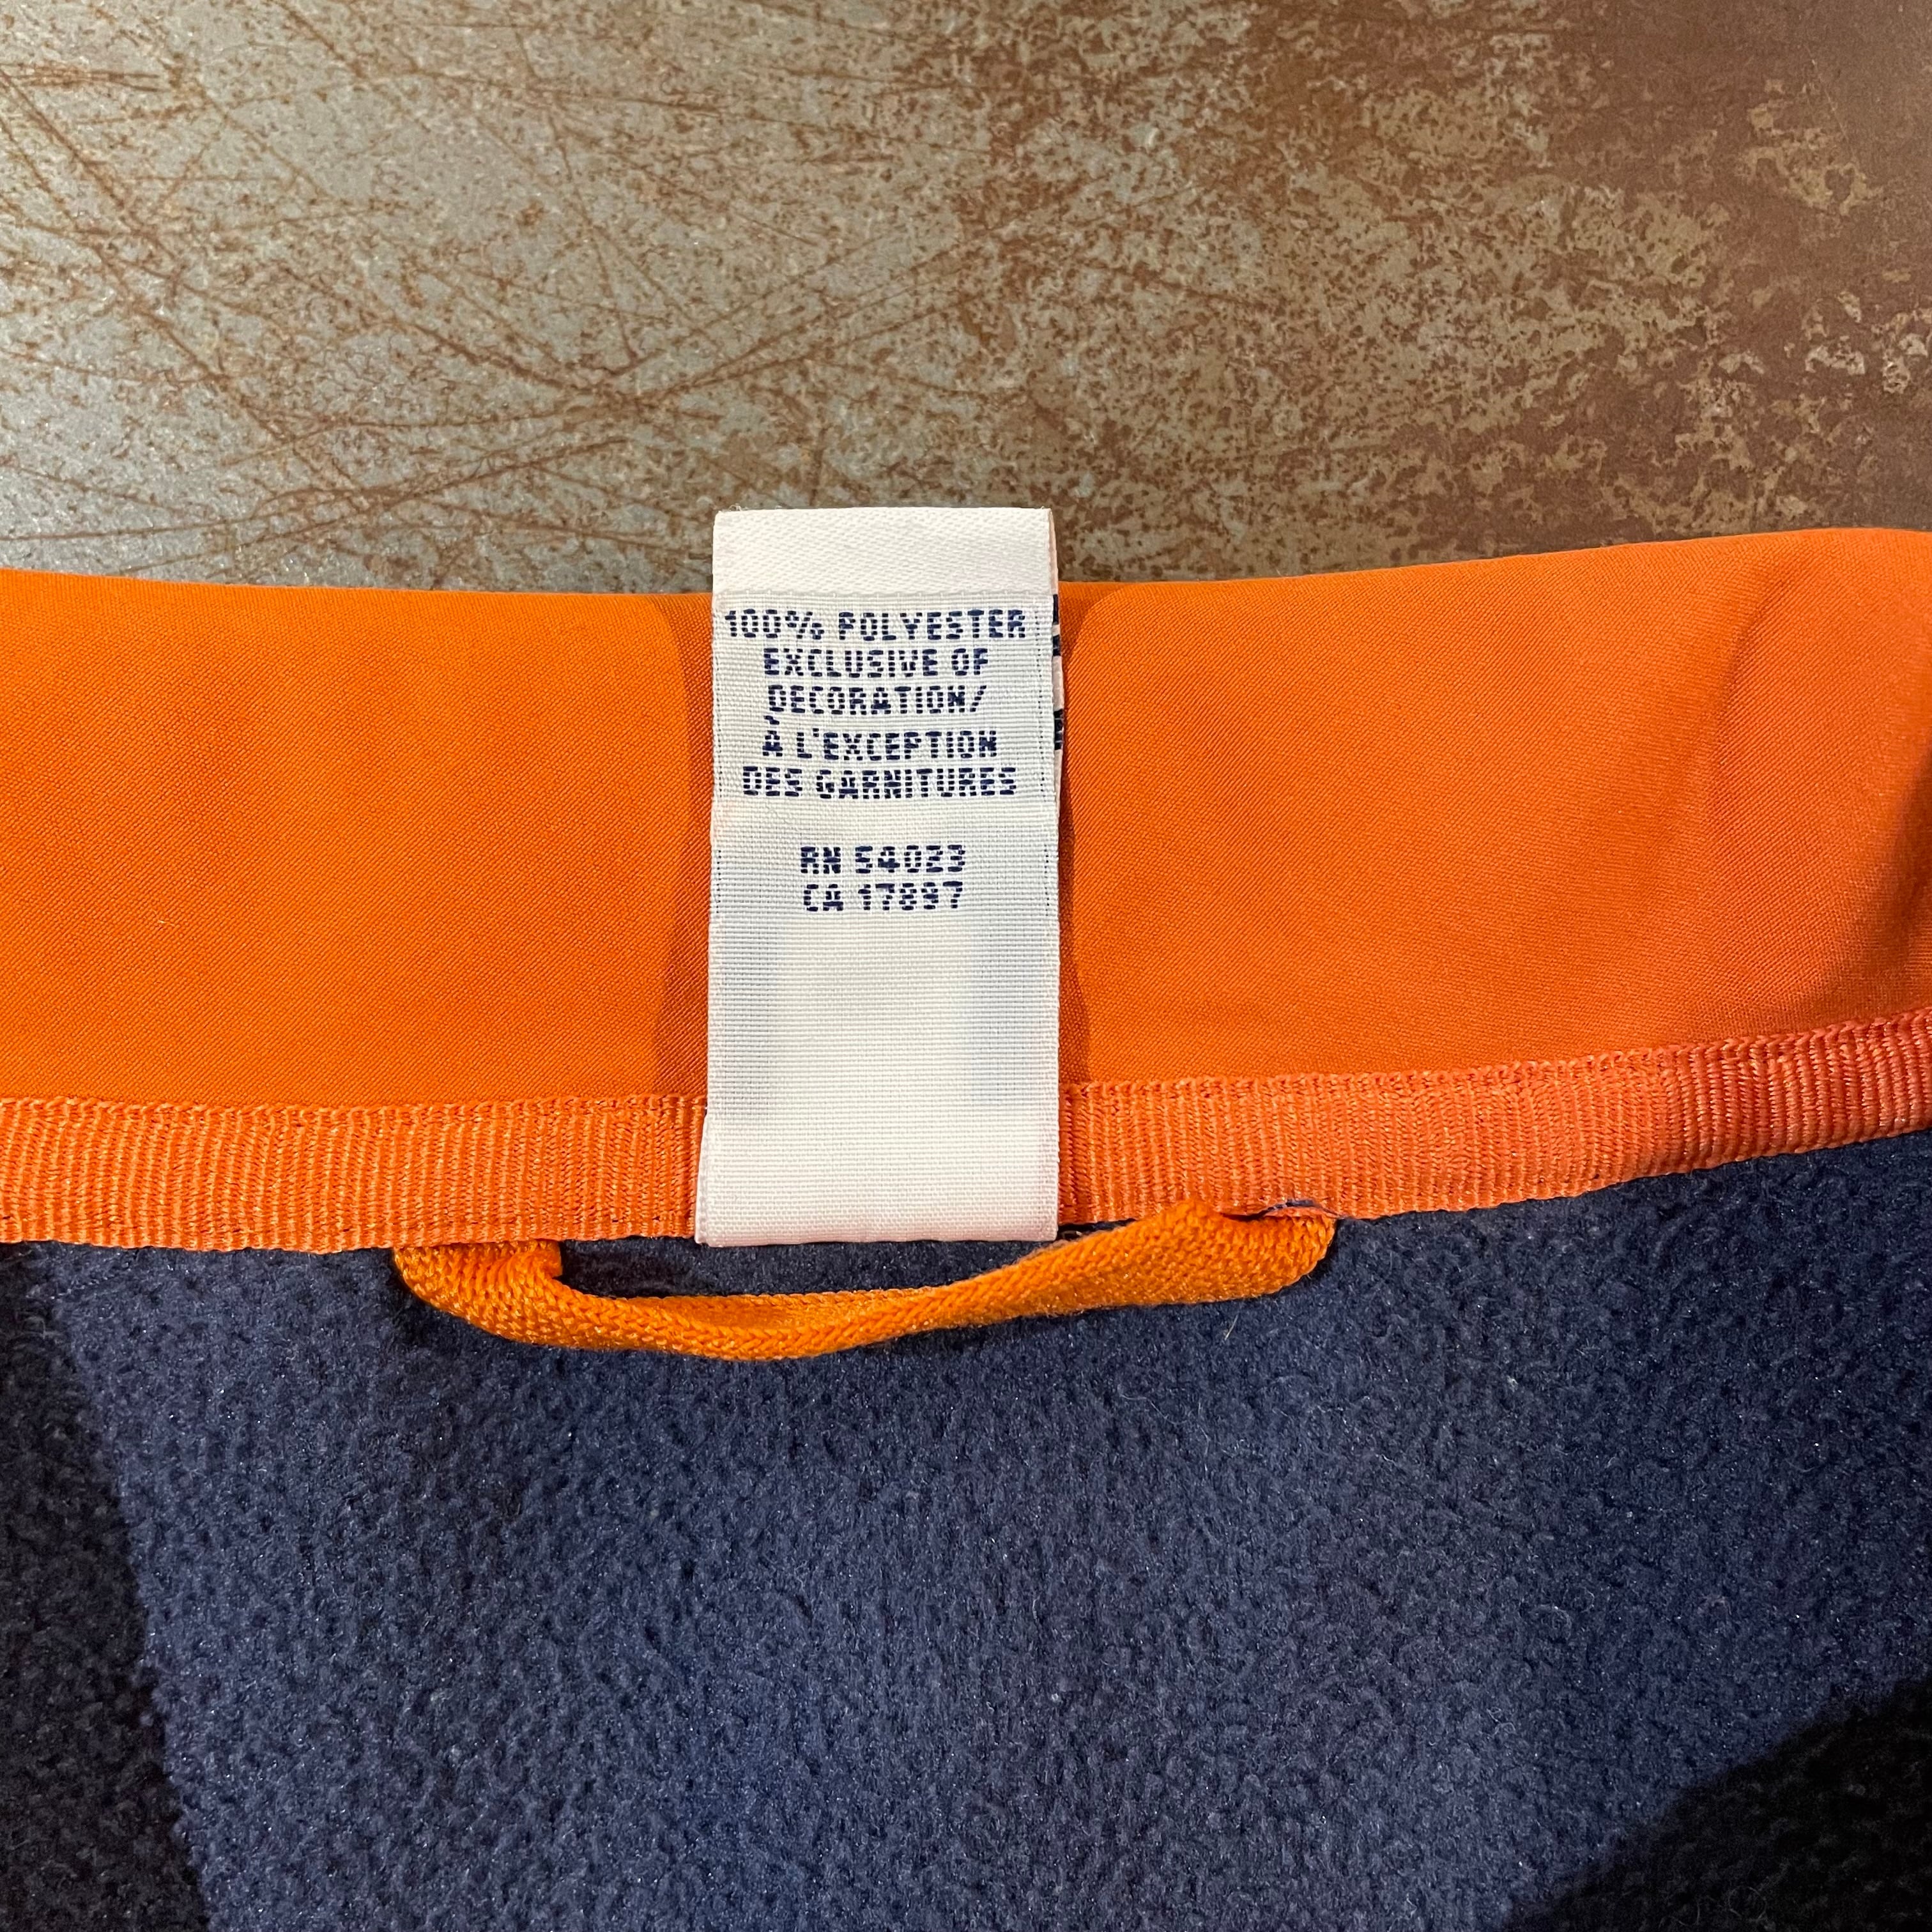 100% POLYESTER
EXCLUSIVE OF
DECORATION/
À L'EXCEPTION
DES GARNITURES
RN 54023
CA 17897